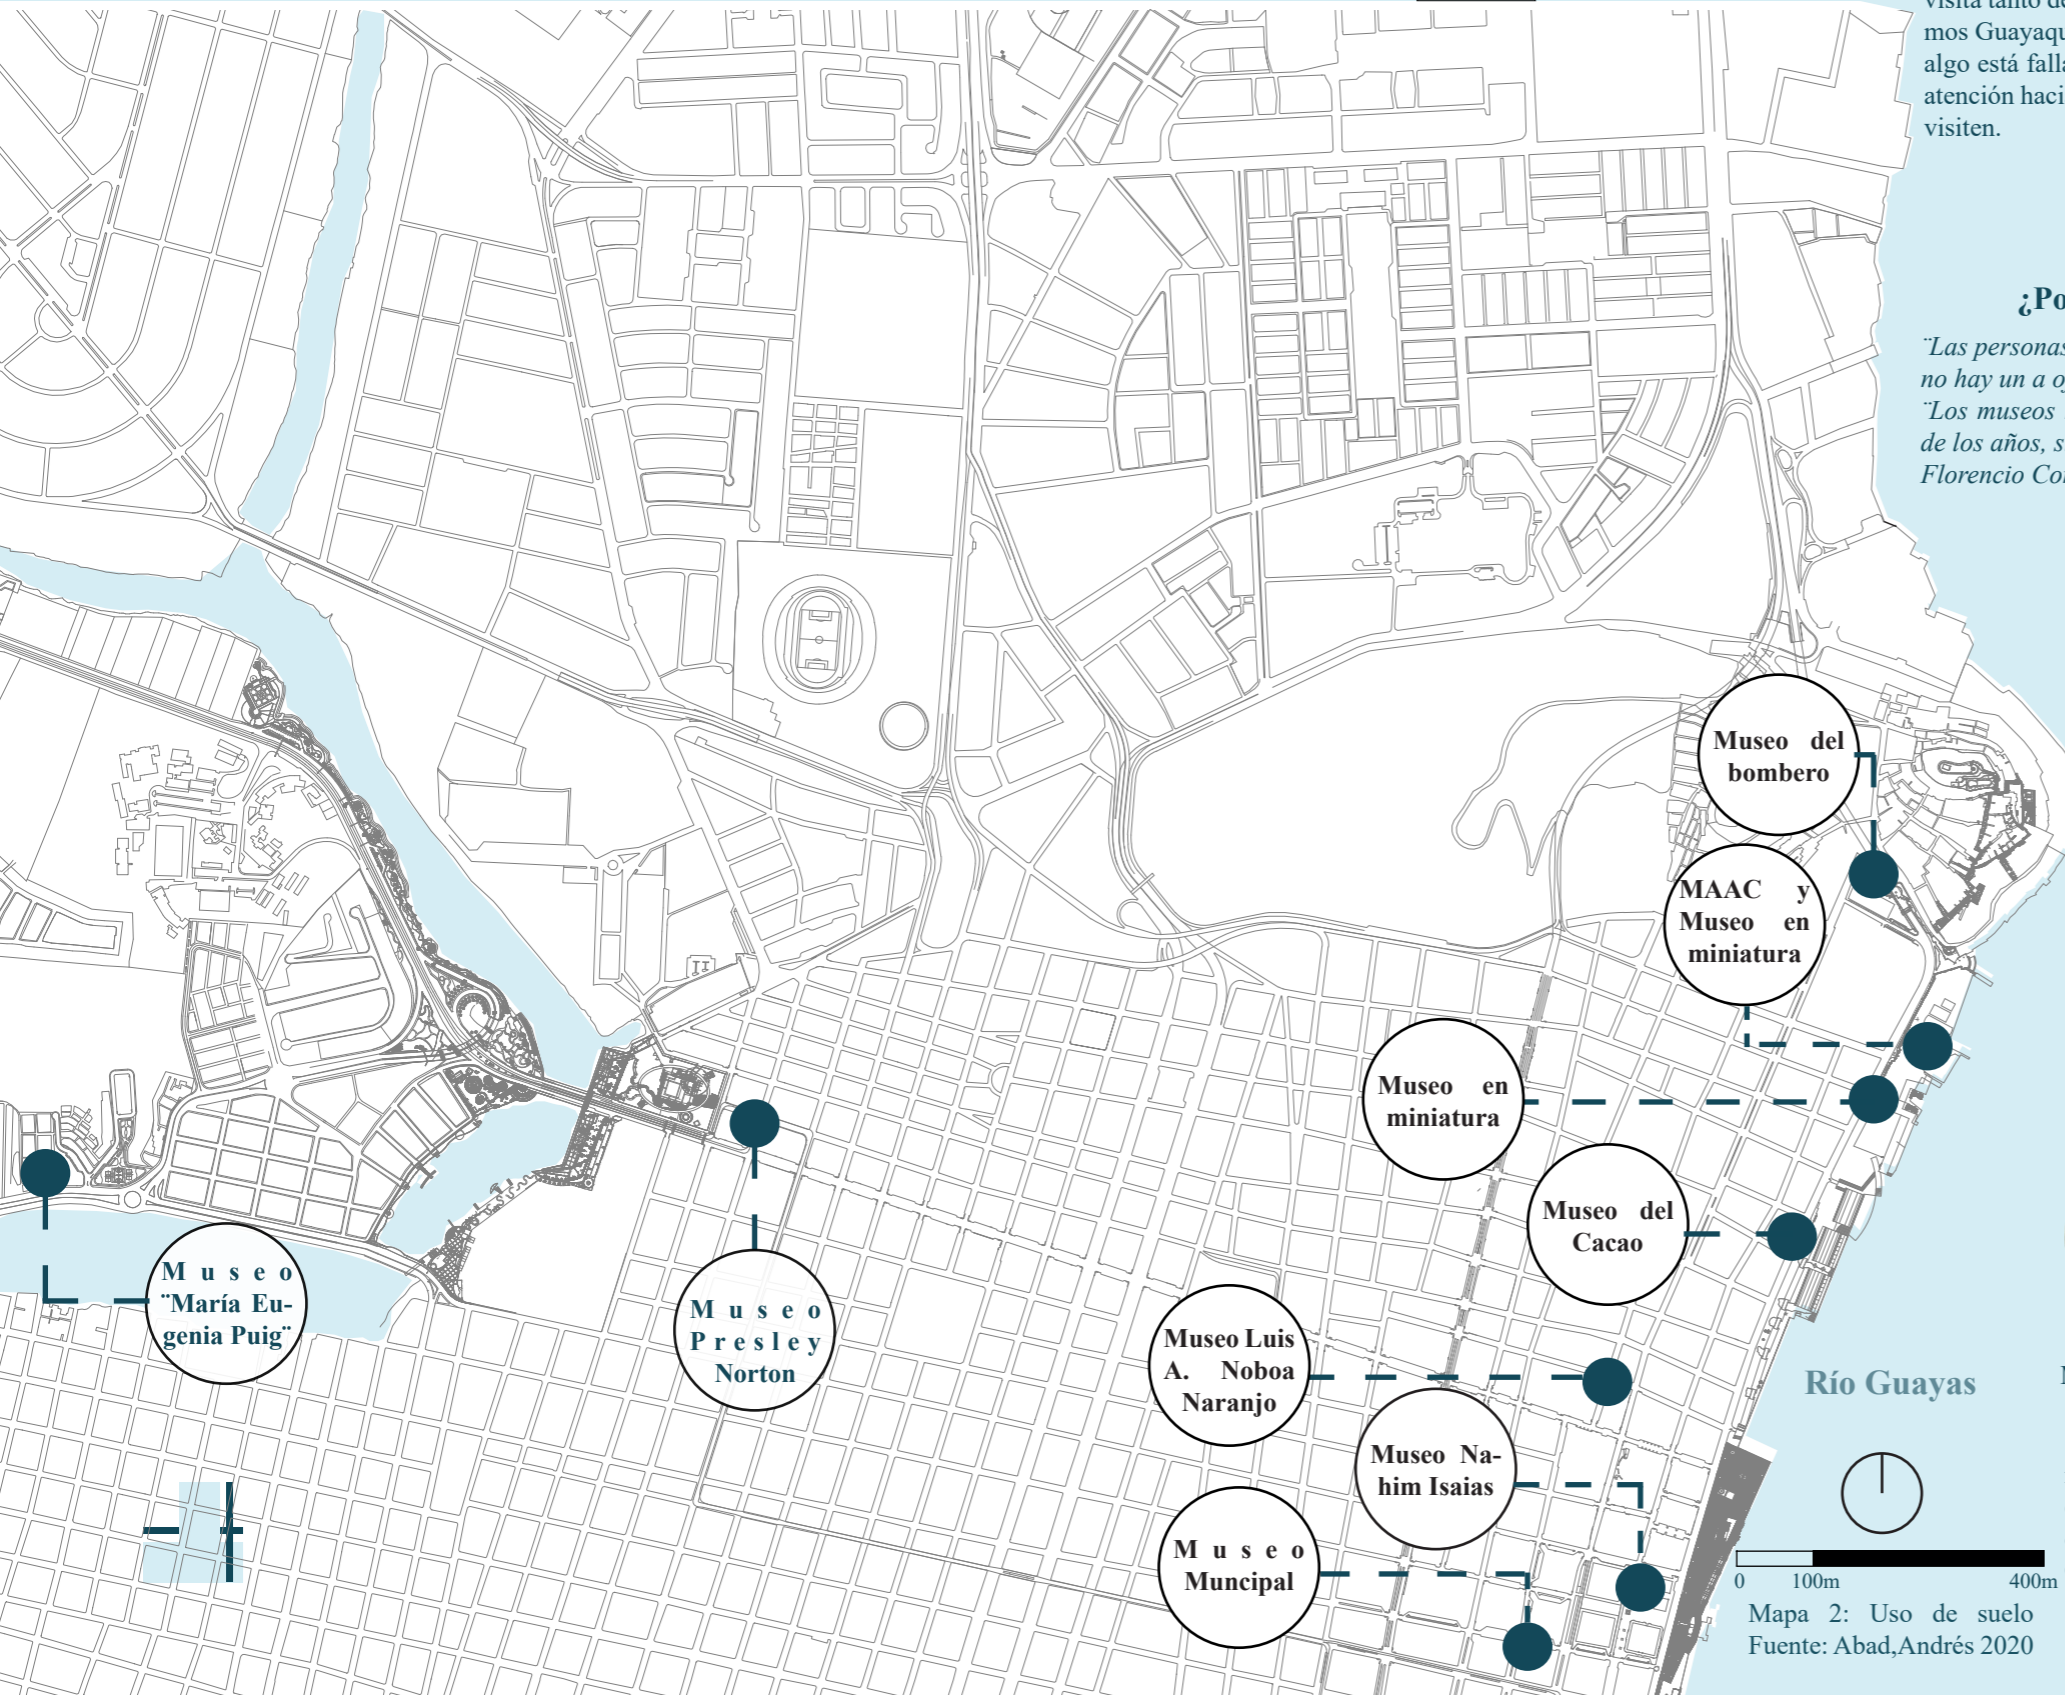 visita tanto de
mos Guayaqu
algo está falla
atención haci
visiten.
¿Po
¨Las personas
no hay un a o
¨Los museos
de los años, s
Florencio Co
Museo del
bombero
MAAC y
Museo en
miniatura
Museo en
miniatura
Museo del
Cacao
Museo
¨María Eu-
genia Puig¨
Museo
Presley
Norton
Museo Luis
A. Noboa
Naranjo
Museo Na-
him Isaias
Museo
Muncipal
Río Guayas
0 100m 400m
Mapa 2: Uso de suelo
Fuente: Abad,Andrés 2020